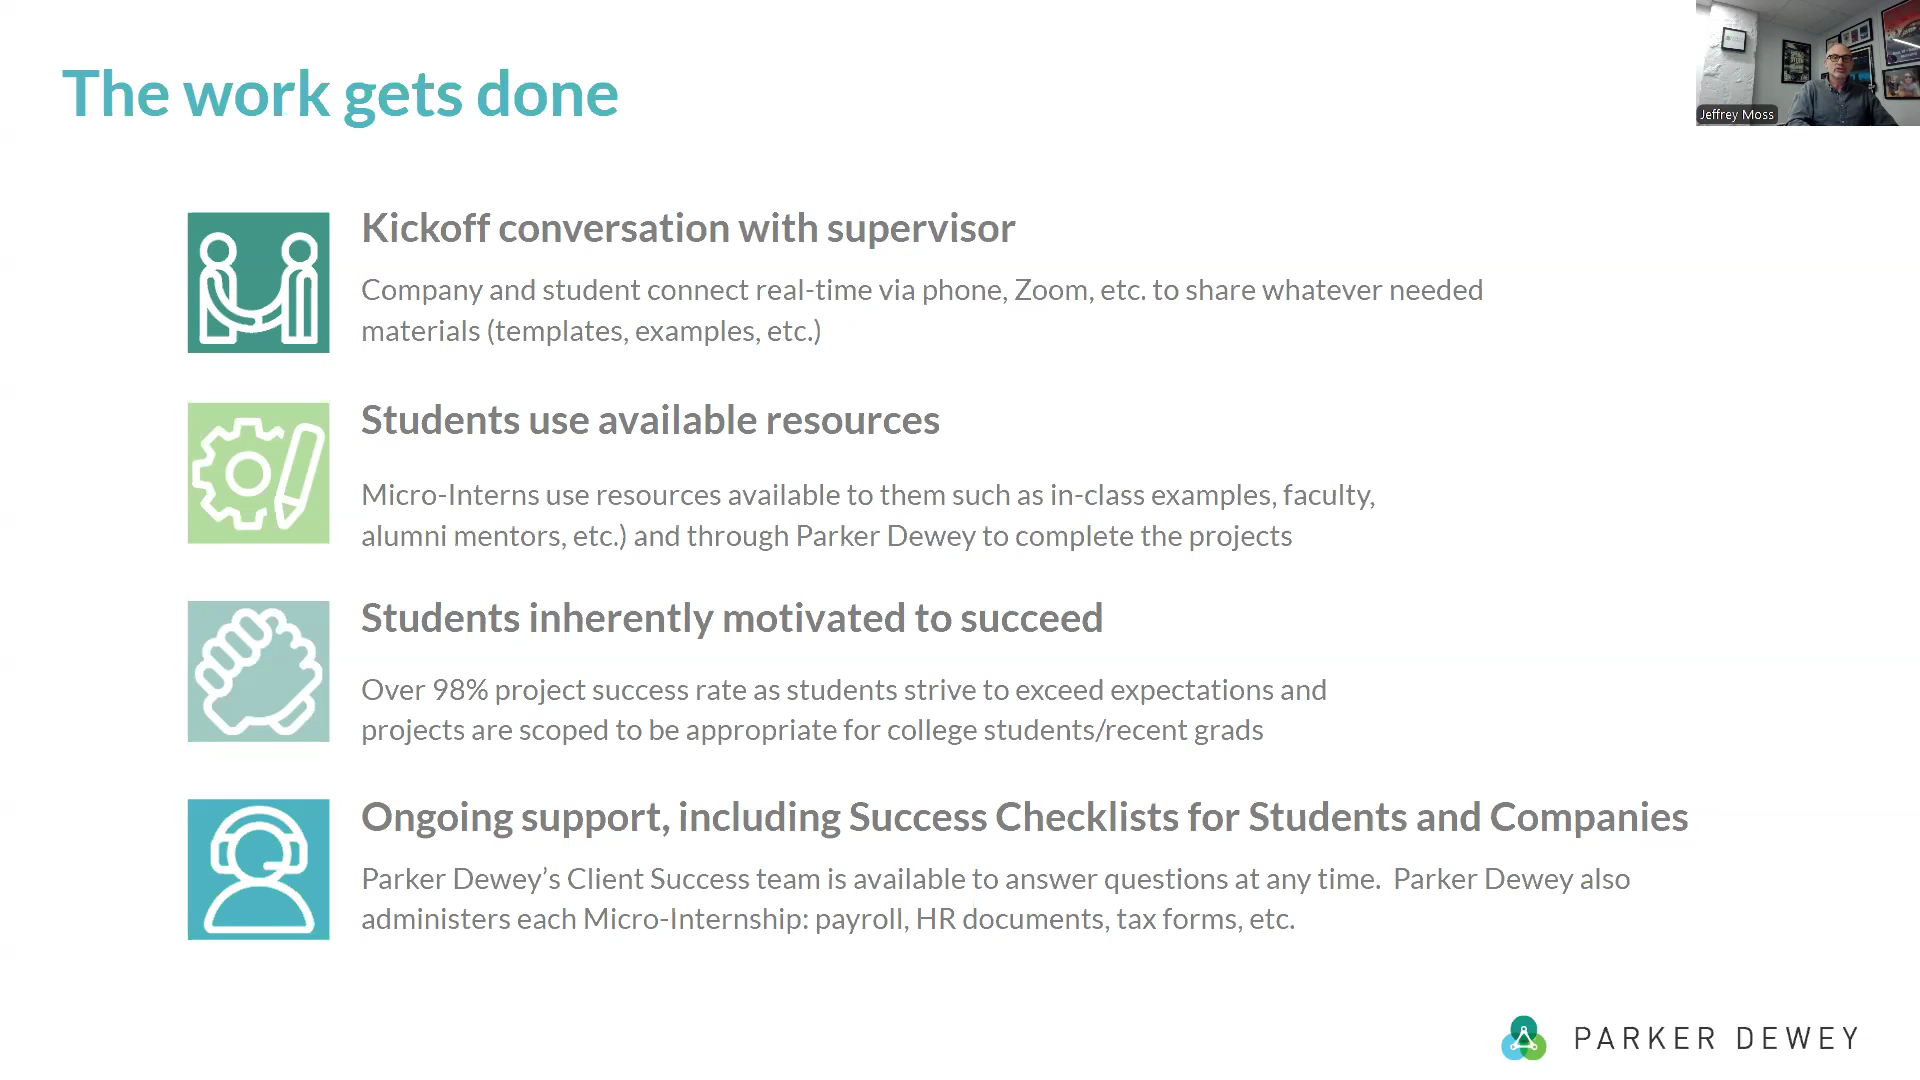 The work gets done
Jeffrey Moss
Kickoff conversation with supervisor
Company and student connect real-time via phone, Zoom, etc. to share whatever needed
materials (templates, examples, etc.)
Students use available resources
Micro-Interns use resources available to them such as in-class examples, faculty,
alumni mentors, etc.) and through Parker Dewey to complete the projects
Students inherently motivated to succeed
Over 98% project success rate as students strive to exceed expectations and
projects are scoped to be appropriate for college students/recent grads
Ongoing support, including Success Checklists for Students and Companies
Parker Dewey’s Client Success team is available to answer questions at any time.  Parker Dewey also
administers each Micro-Internship: payroll, HR documents, tax forms, etc.
PARKER DEWEY